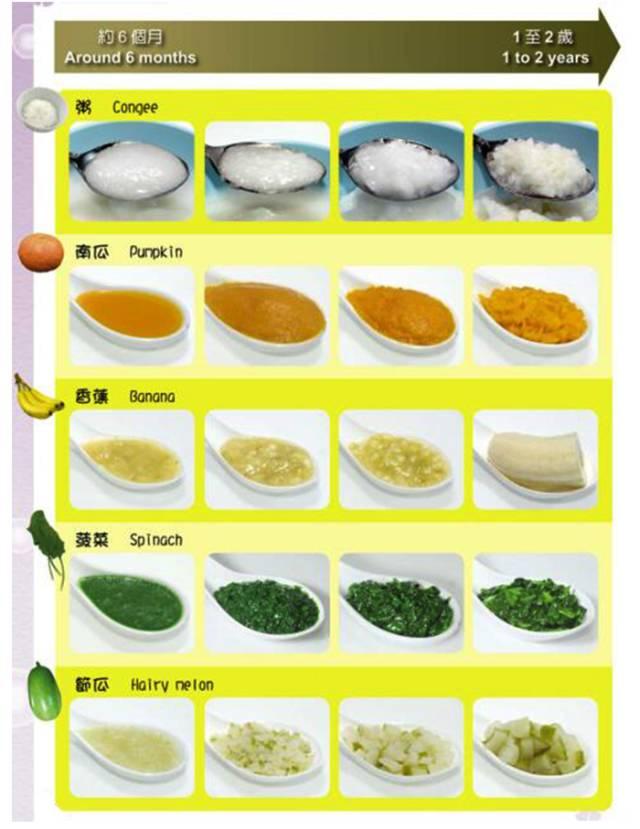 約 6 個月
Around 6 months
1 至 2 歲
1 to 2 years
粥 Congee
南瓜 Pumpkin
香蕉 Banana
菠菜 Spinach
節瓜 Hairy melon